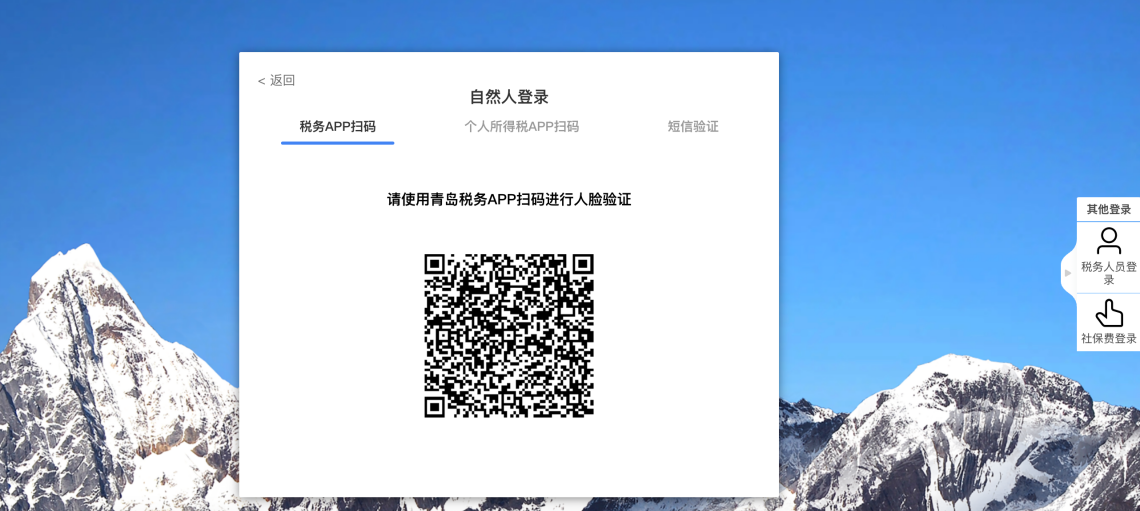 < 返回
自然人登录
税务APP扫码
个人所得税APP扫码
短信验证
请使用青岛税务APP扫码进行人脸验证
其他登录
税务人员登
录
社保费登录